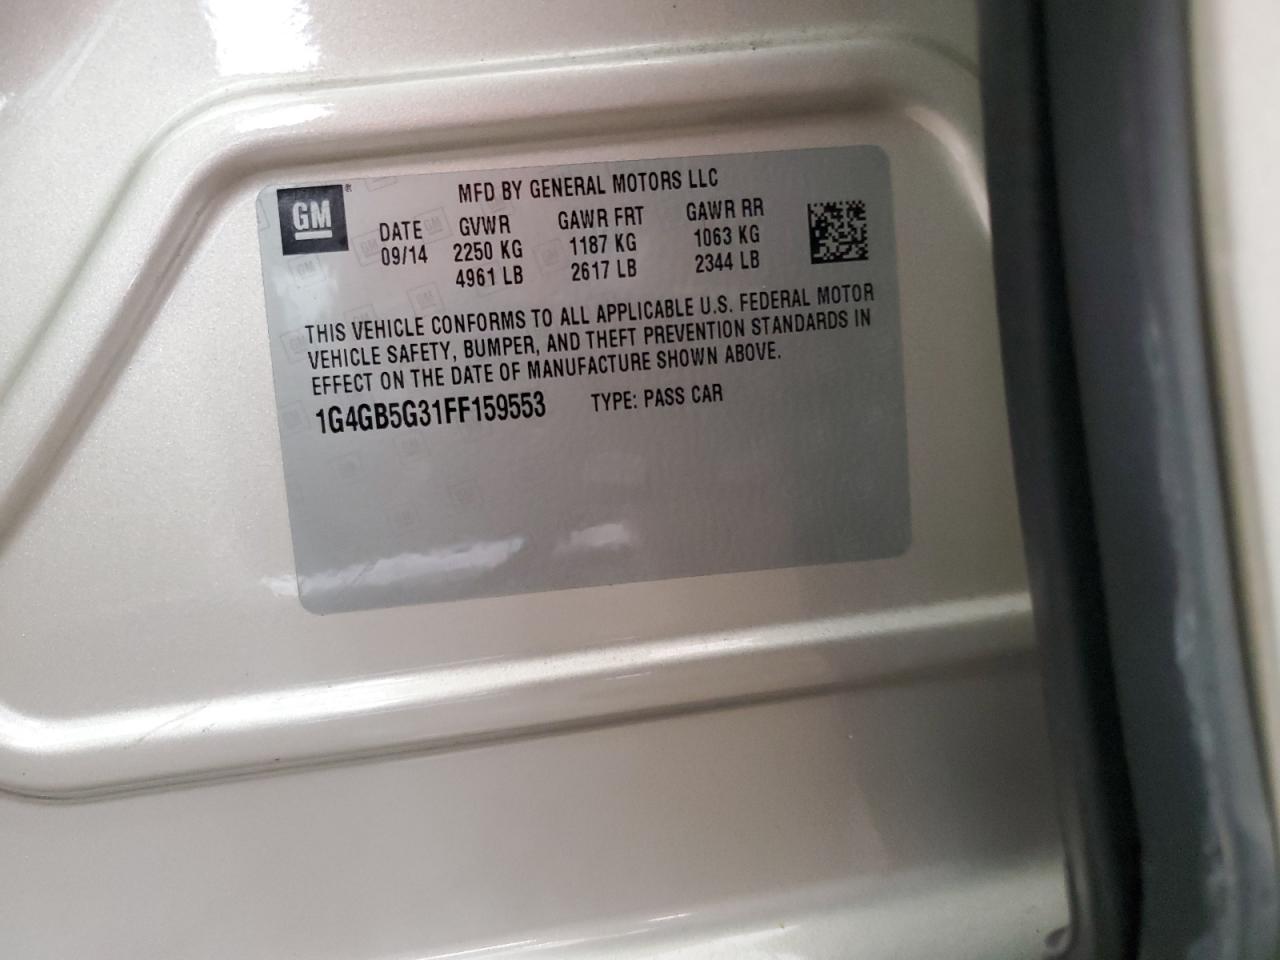 GM ®
MFD BY GENERAL MOTORS LLC
DATE GVWR GAWR FRT GAWR RR
09/14 2250 KG 1187 KG 1063 KG
4961 LB 2617 LB 2344 LB
THIS VEHICLE CONFORMS TO ALL APPLICABLE U.S. FEDERAL MOTOR
VEHICLE SAFETY, BUMPER, AND THEFT PREVENTION STANDARDS IN
EFFECT ON THE DATE OF MANUFACTURE SHOWN ABOVE.
1G4GB5G31FF159553 TYPE: PASS CAR